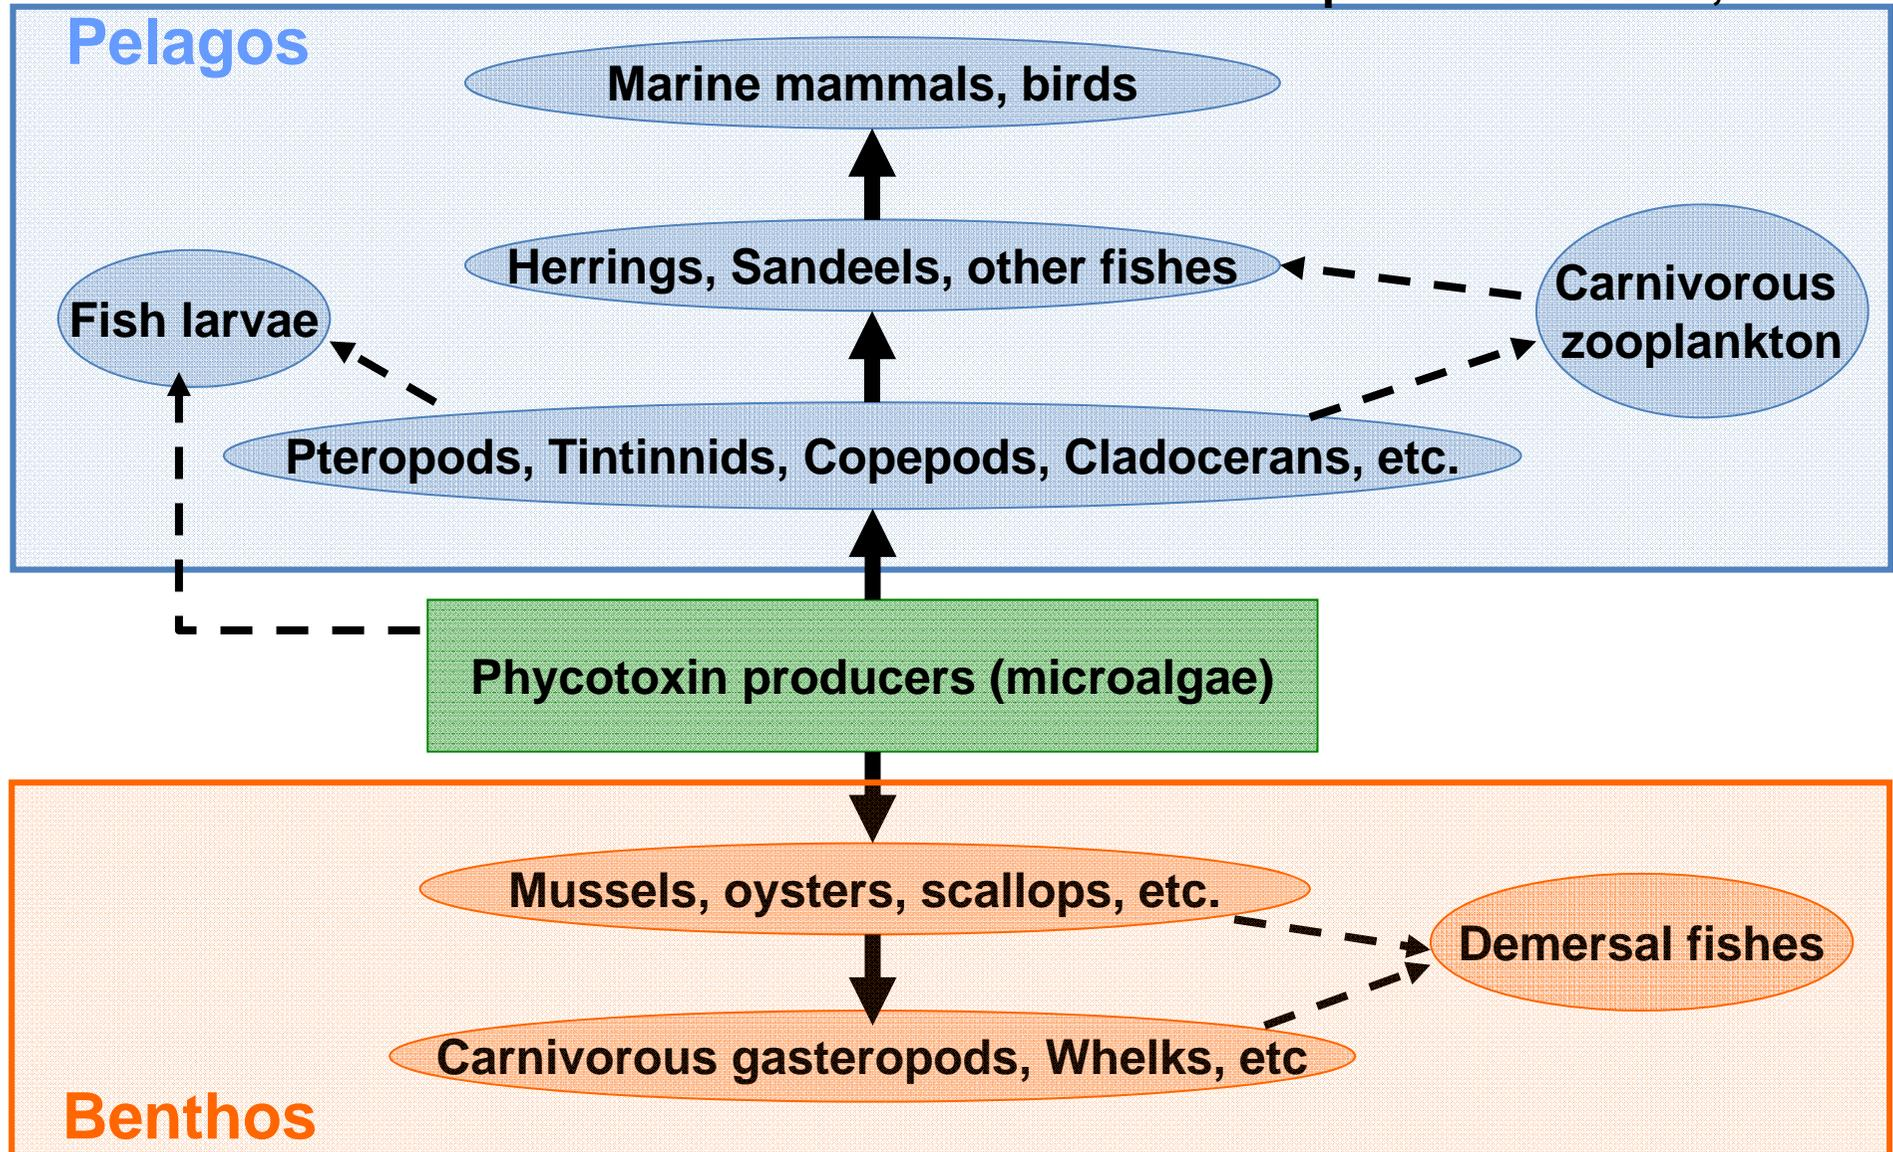 Pelagos
Marine mammals, birds
Herrings, Sandeels, other fishes
Carnivorous
zooplankton
Fish larvae
Pteropods, Tintinnids, Copepods, Cladocerans, etc.
Phycotoxin producers (microalgae)
Mussels, oysters, scallops, etc.
Demersal fishes
Carnivorous gasteropods, Whelks, etc
Benthos